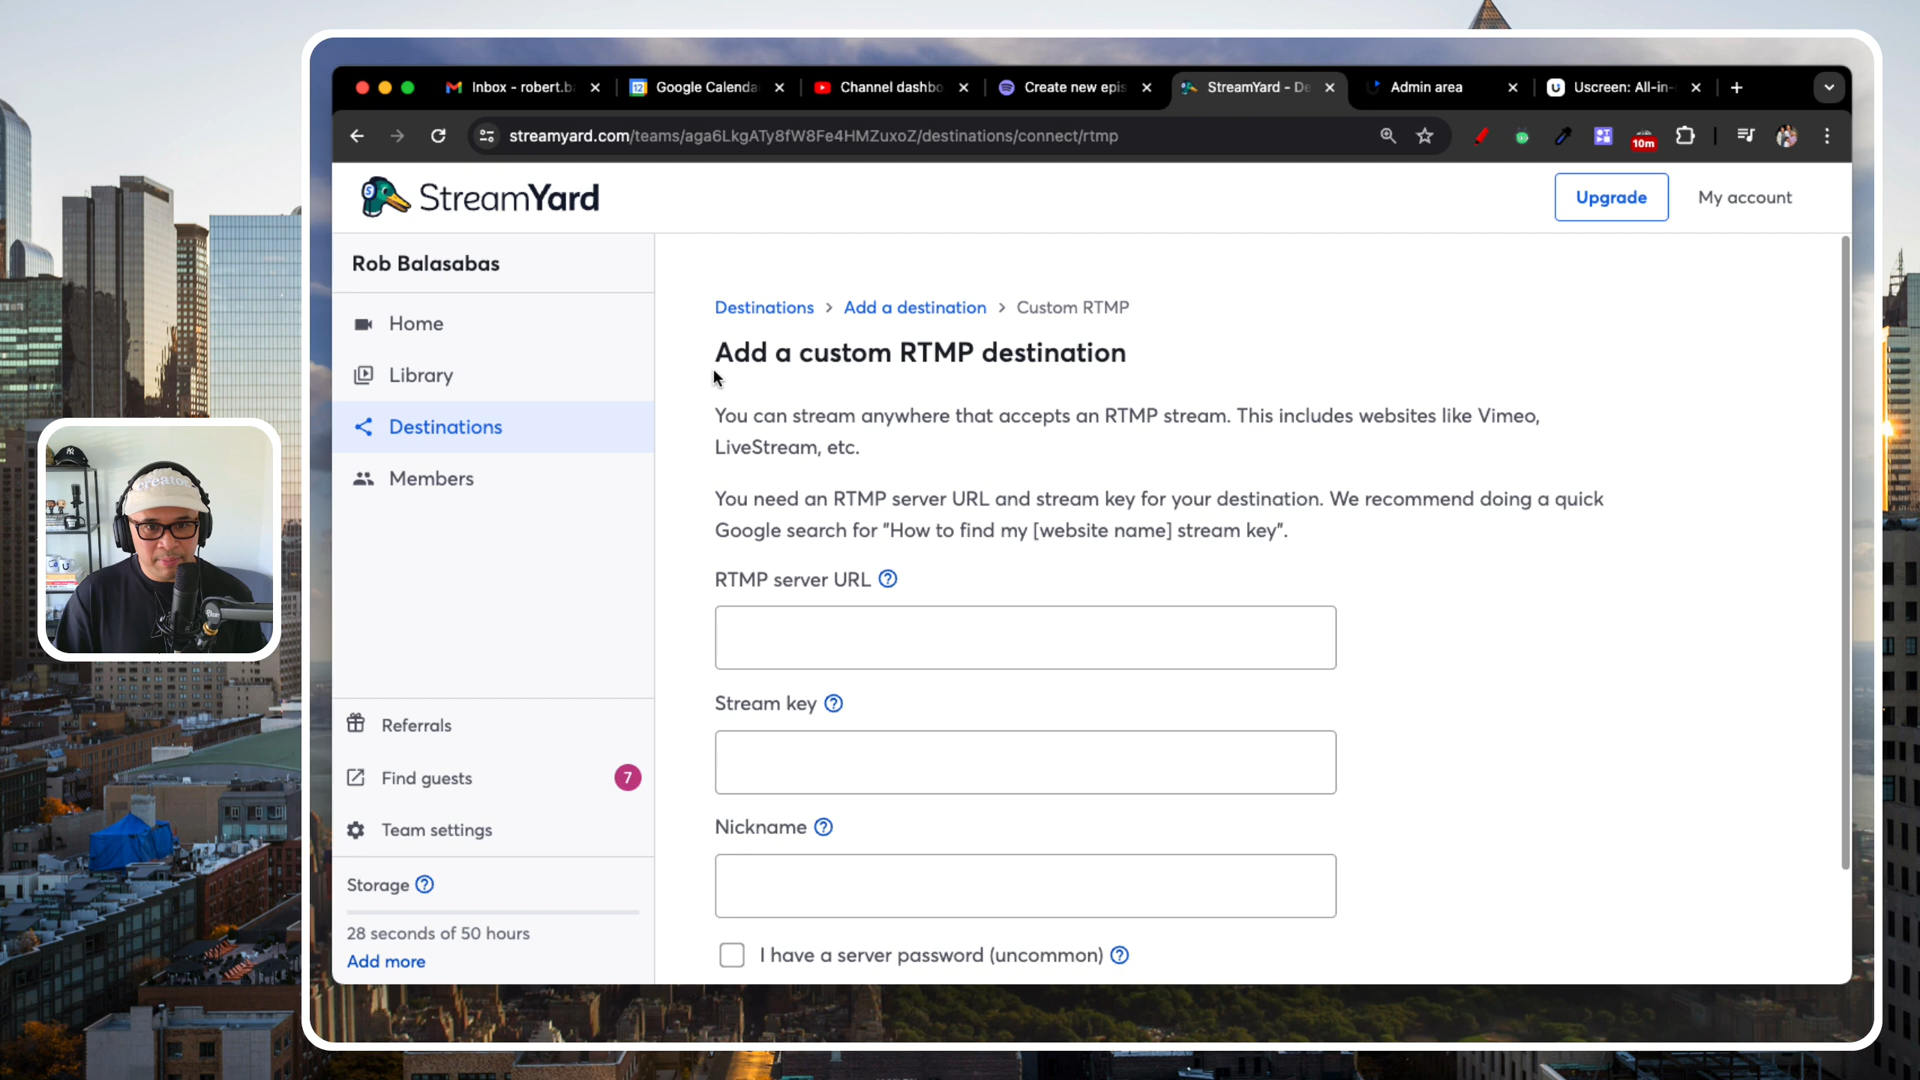 Inbox - robert.b
Google Calenda
Channel dashbo
Create new epis
StreamYard - De
Admin area
Uscreen: All-in-
streamyard.com/teams/aga6LkgATy8fW8Fe4HMZuxoZ/destinations/connect/rtmp
10m
StreamYard
Upgrade
My account
Rob Balasabas
Home
Library
Destinations
Members
Referrals
Find guests
7
Team settings
Storage
28 seconds of 50 hours
Add more
Destinations > Add a destination > Custom RTMP
Add a custom RTMP destination
You can stream anywhere that accepts an RTMP stream. This includes websites like Vimeo,
LiveStream, etc.
You need an RTMP server URL and stream key for your destination. We recommend doing a quick
Google search for "How to find my [website name] stream key".
RTMP server URL
Stream key
Nickname
I have a server password (uncommon)
creator